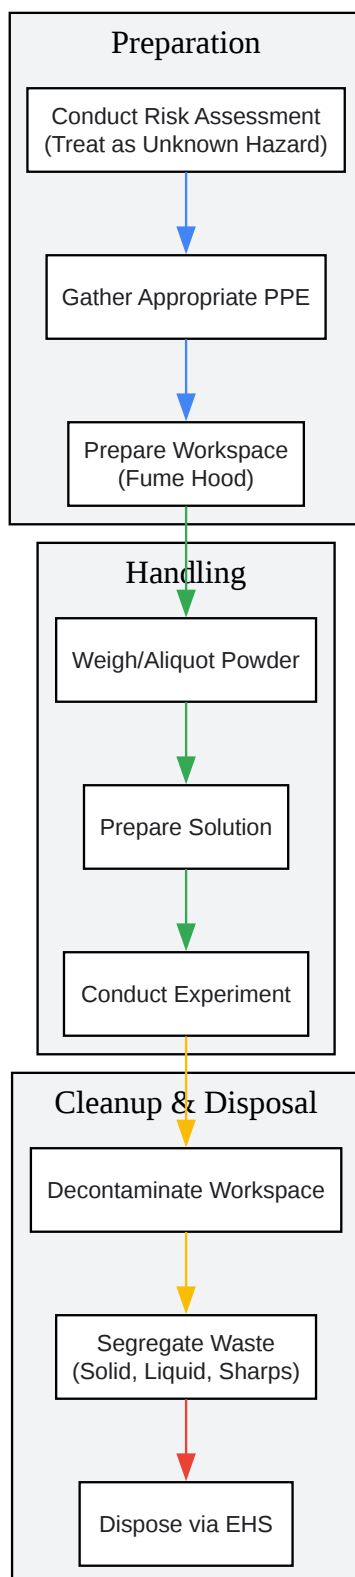 Preparation
Conduct Risk Assessment
(Treat as Unknown Hazard)
Gather Appropriate PPE
Prepare Workspace
(Fume Hood)
Handling
Weigh/Aliquot Powder
Prepare Solution
Conduct Experiment
Cleanup & Disposal
Decontaminate Workspace
Segregate Waste
(Solid, Liquid, Sharps)
Dispose via EHS